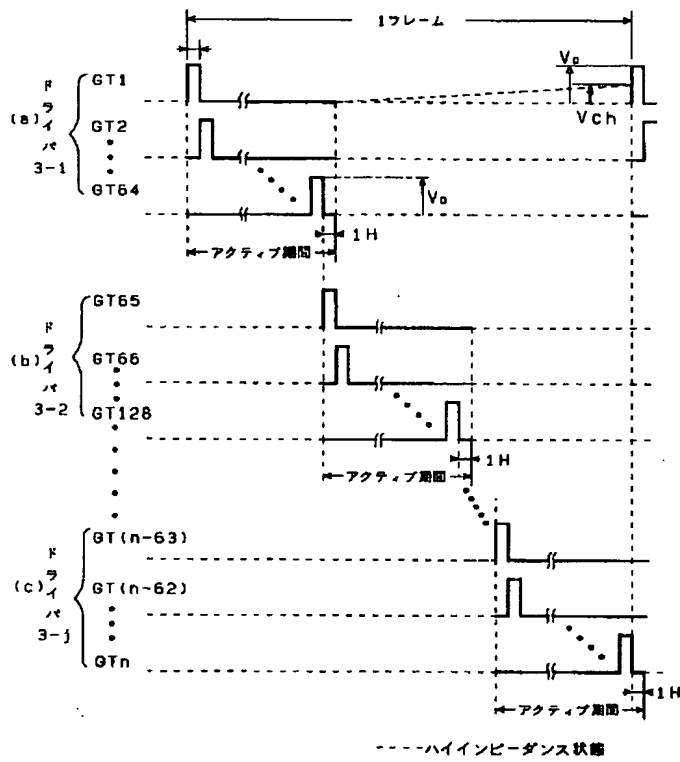 1フレーム
(a) ドライバ 3-1
GT1
GT2
GT64
VD
Vch
VD
1H
アクティブ期間
(b) ドライバ 3-2
GT65
GT66
GT128
1H
アクティブ期間
(c) ドライバ 3-j
GT(n-63)
GT(n-62)
GTn
1H
アクティブ期間
----ハイインピーダンス状態